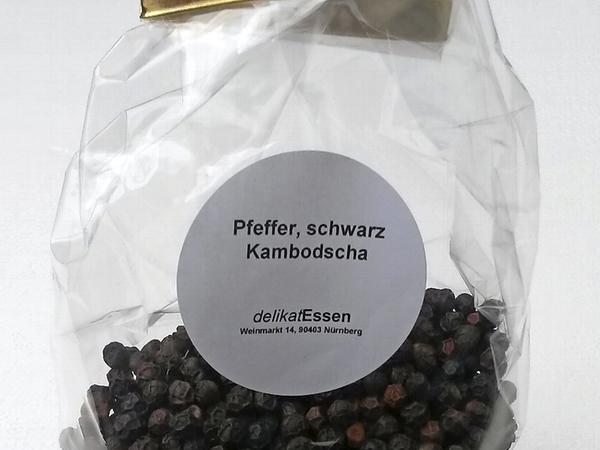 Pfeffer, schwarz
Kambodscha
delikatEssen
Weinmarkt 14, 90403 Nürnberg